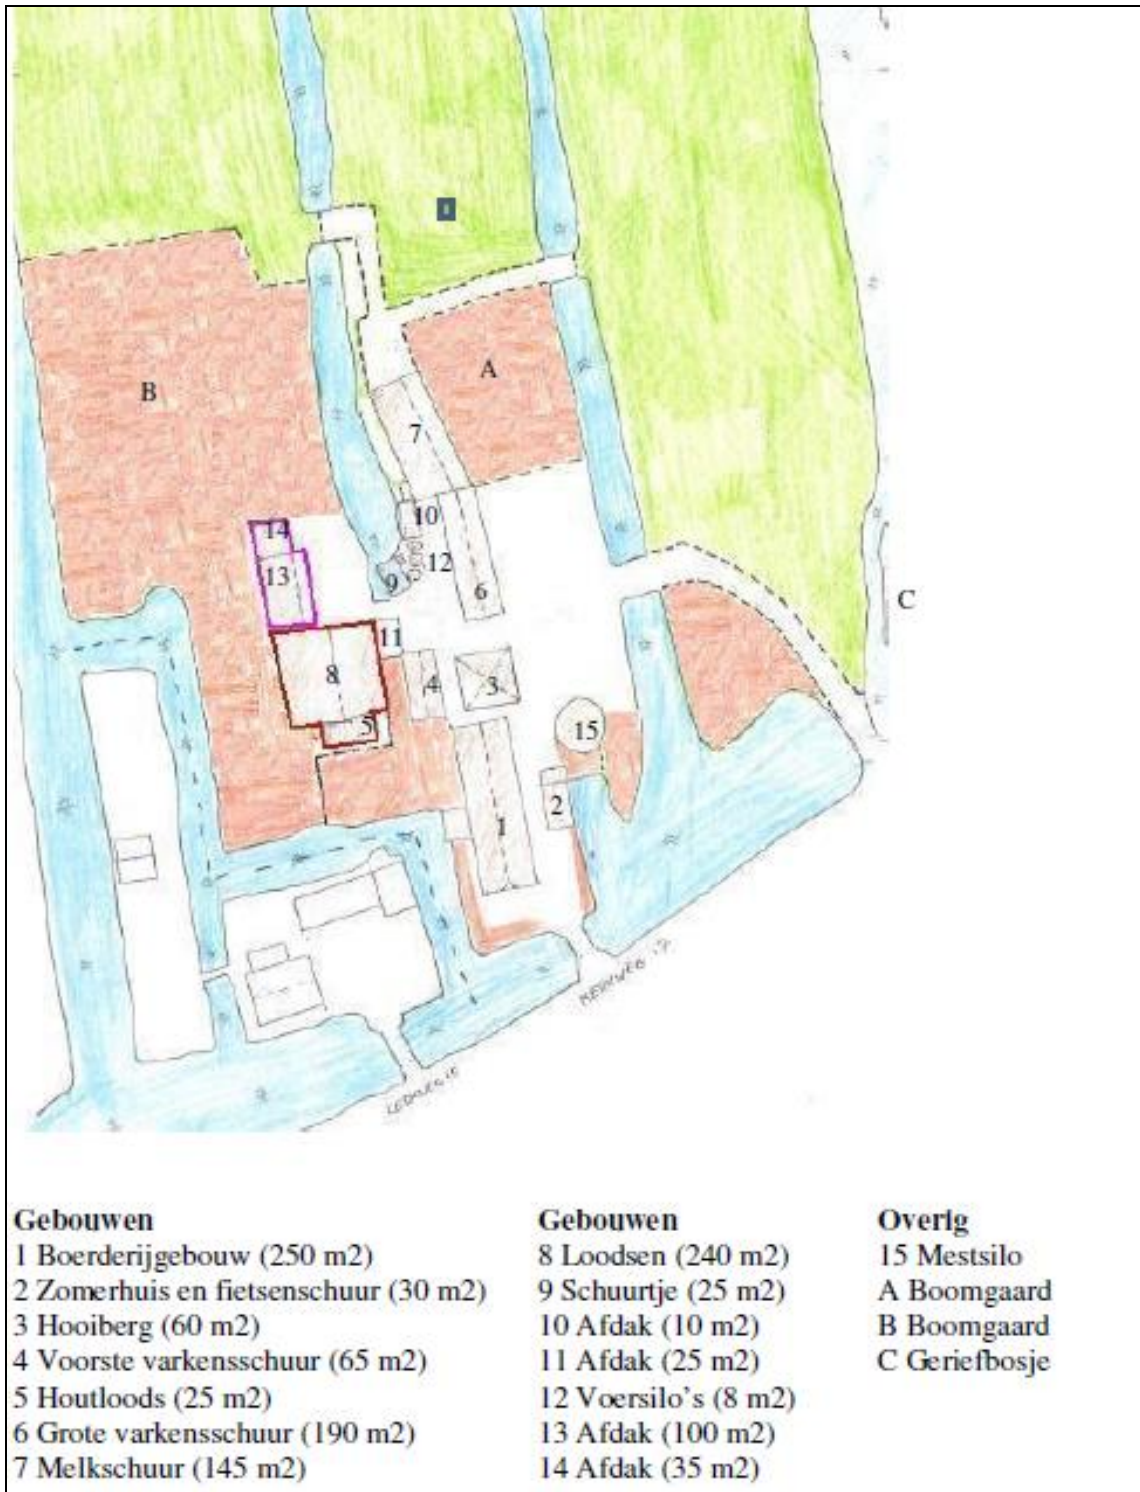 B
A
7
14
10
12
13
9
6
C
11
8
4
3
5
15
2
1
Gebouwen
1 Boerderijgebouw (250 m2)
2 Zomerhuis en fietsenschuur (30 m2)
3 Hooiberg (60 m2)
4 Voorste varkensschuur (65 m2)
5 Houtloods (25 m2)
6 Grote varkensschuur (190 m2)
7 Melkschuur (145 m2)
Gebouwen
8 Loodsen (240 m2)
9 Schuurtje (25 m2)
10 Afdak (10 m2)
11 Afdak (25 m2)
12 Voersilo's (8 m2)
13 Afdak (100 m2)
14 Afdak (35 m2)
Overig
15 Mestsilo
A Boomgaard
B Boomgaard
C Geriefbosje